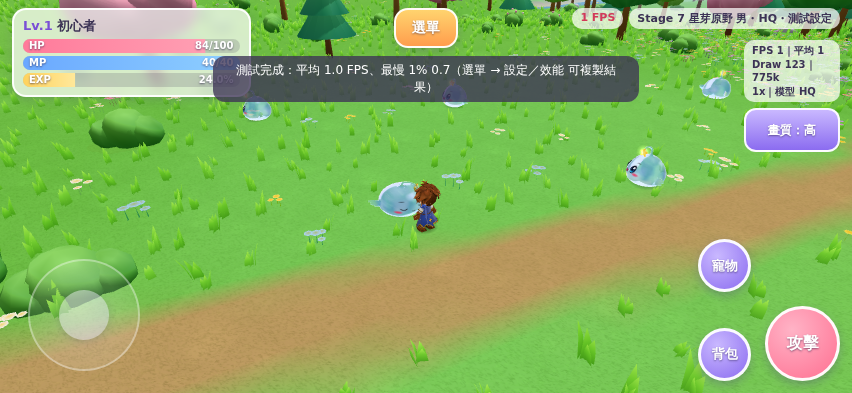 Lv.1 初心者
HP 84/100
MP
EXP
選單
1 FPS
Stage 7 星芽原野 男・HQ・測試設定
測試完成：平均 1.0 FPS、最慢 1% 0.7（選單 → 設定／效能 可複製結
果）
FPS 1｜平均 1
Draw 123｜
775k
1x｜模型 HQ
畫質：高
寵物
背包
攻擊